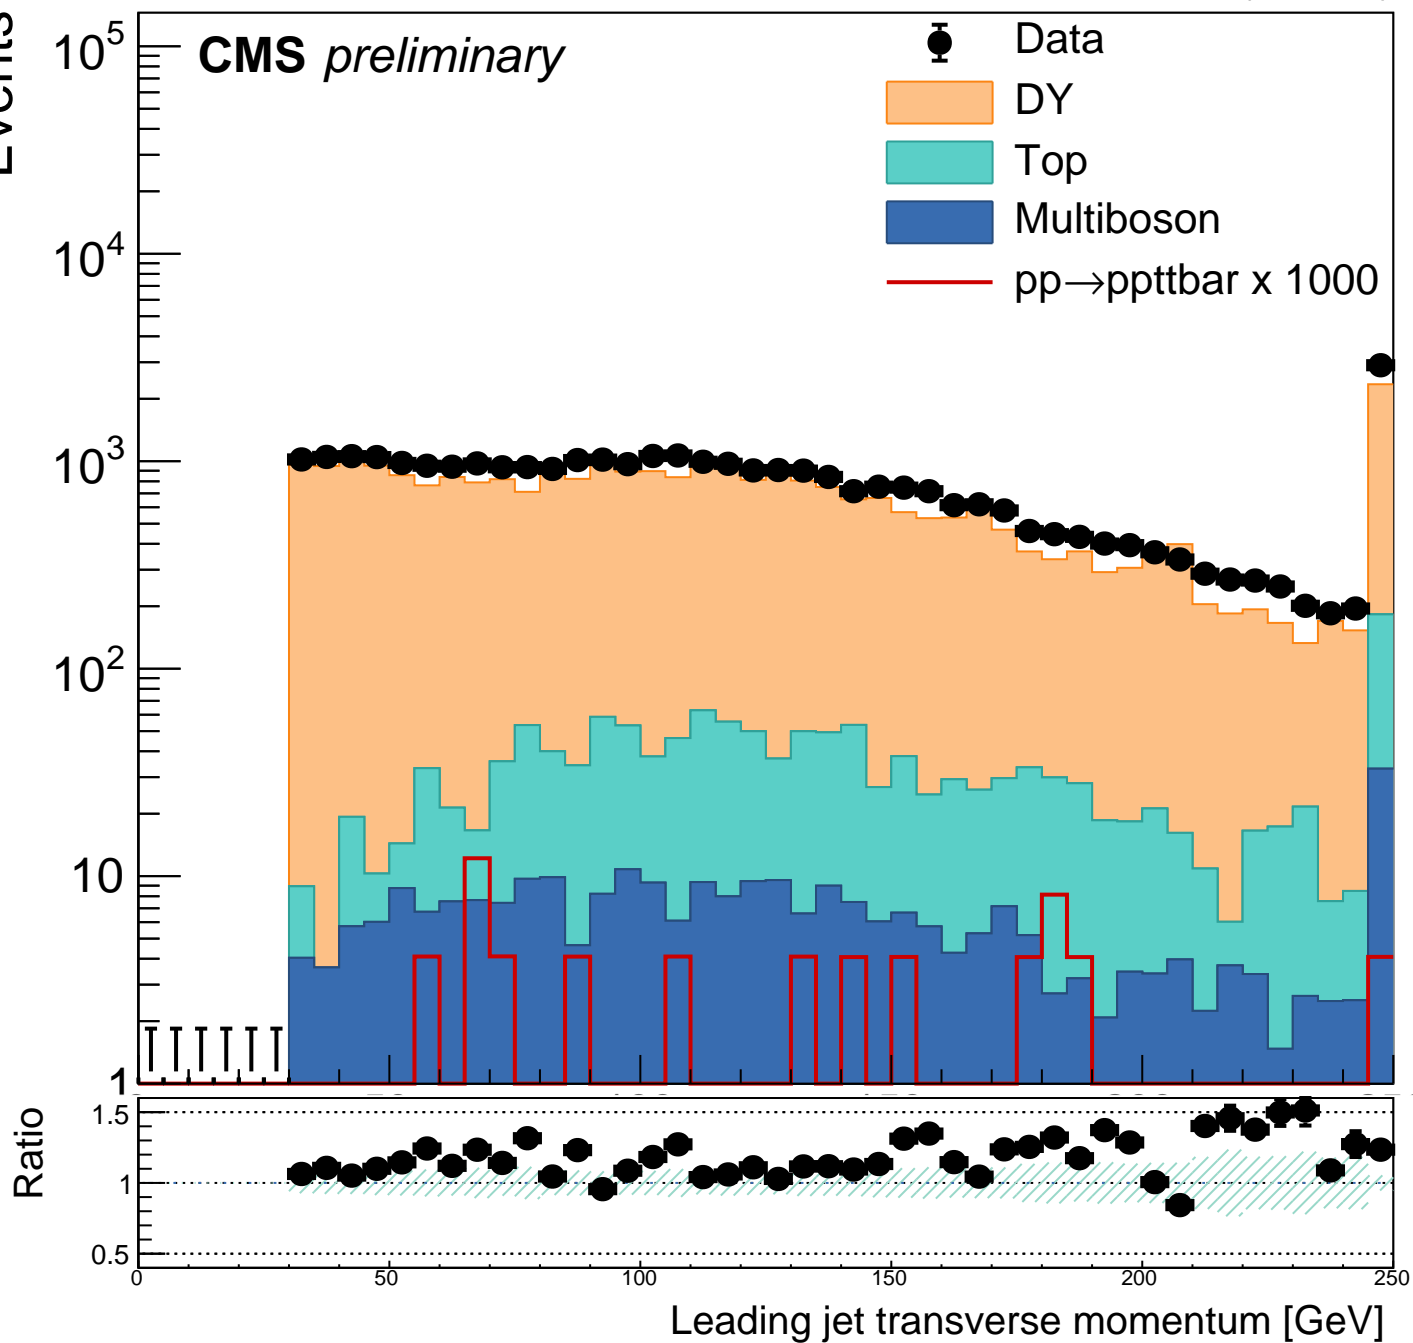 Events
10^5
CMS preliminary
Data
DY
Top
Multiboson
pp→ppttbar x 1000
10^4
10^3
10^2
10
1
Ratio
1.5
1
0.5
0 50 100 150 200 250
Leading jet transverse momentum [GeV]